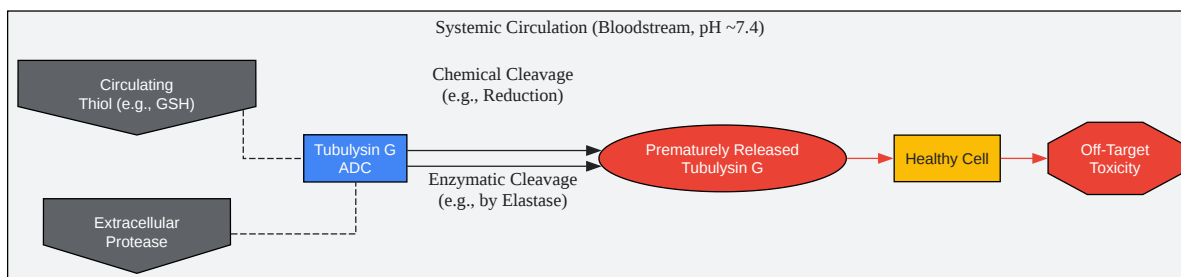 Systemic Circulation (Bloodstream, pH ~7.4)
Circulating
Thiol (e.g., GSH)
Chemical Cleavage
(e.g., Reduction)
Tubulysin G
ADC
Prematurely Released
Tubulysin G
Healthy Cell
Off-Target
Toxicity
Enzymatic Cleavage
(e.g., by Elastase)
Extracellular
Protease